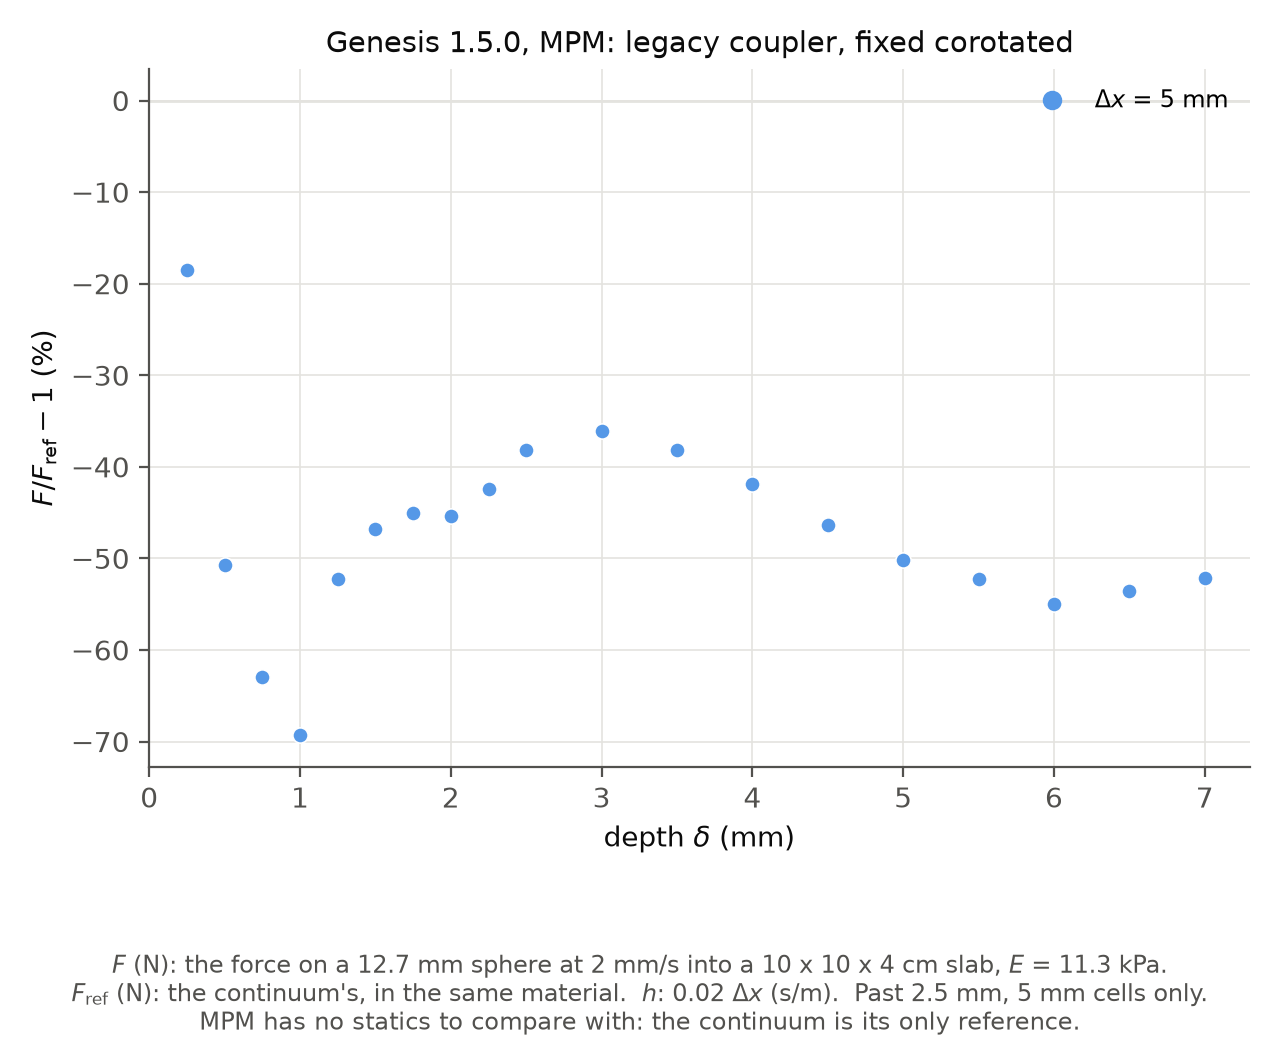 Genesis 1.5.0, MPM: legacy coupler, fixed corotated
Δx = 5 mm
0
−10
−20
−30
−40
−50
−60
−70
F/F_ref − 1 (%)
0 1 2 3 4 5 6 7
depth δ (mm)
F (N): the force on a 12.7 mm sphere at 2 mm/s into a 10 x 10 x 4 cm slab, E = 11.3 kPa.
F_ref (N): the continuum's, in the same material.  h: 0.02 Δx (s/m).  Past 2.5 mm, 5 mm cells only.
MPM has no statics to compare with: the continuum is its only reference.